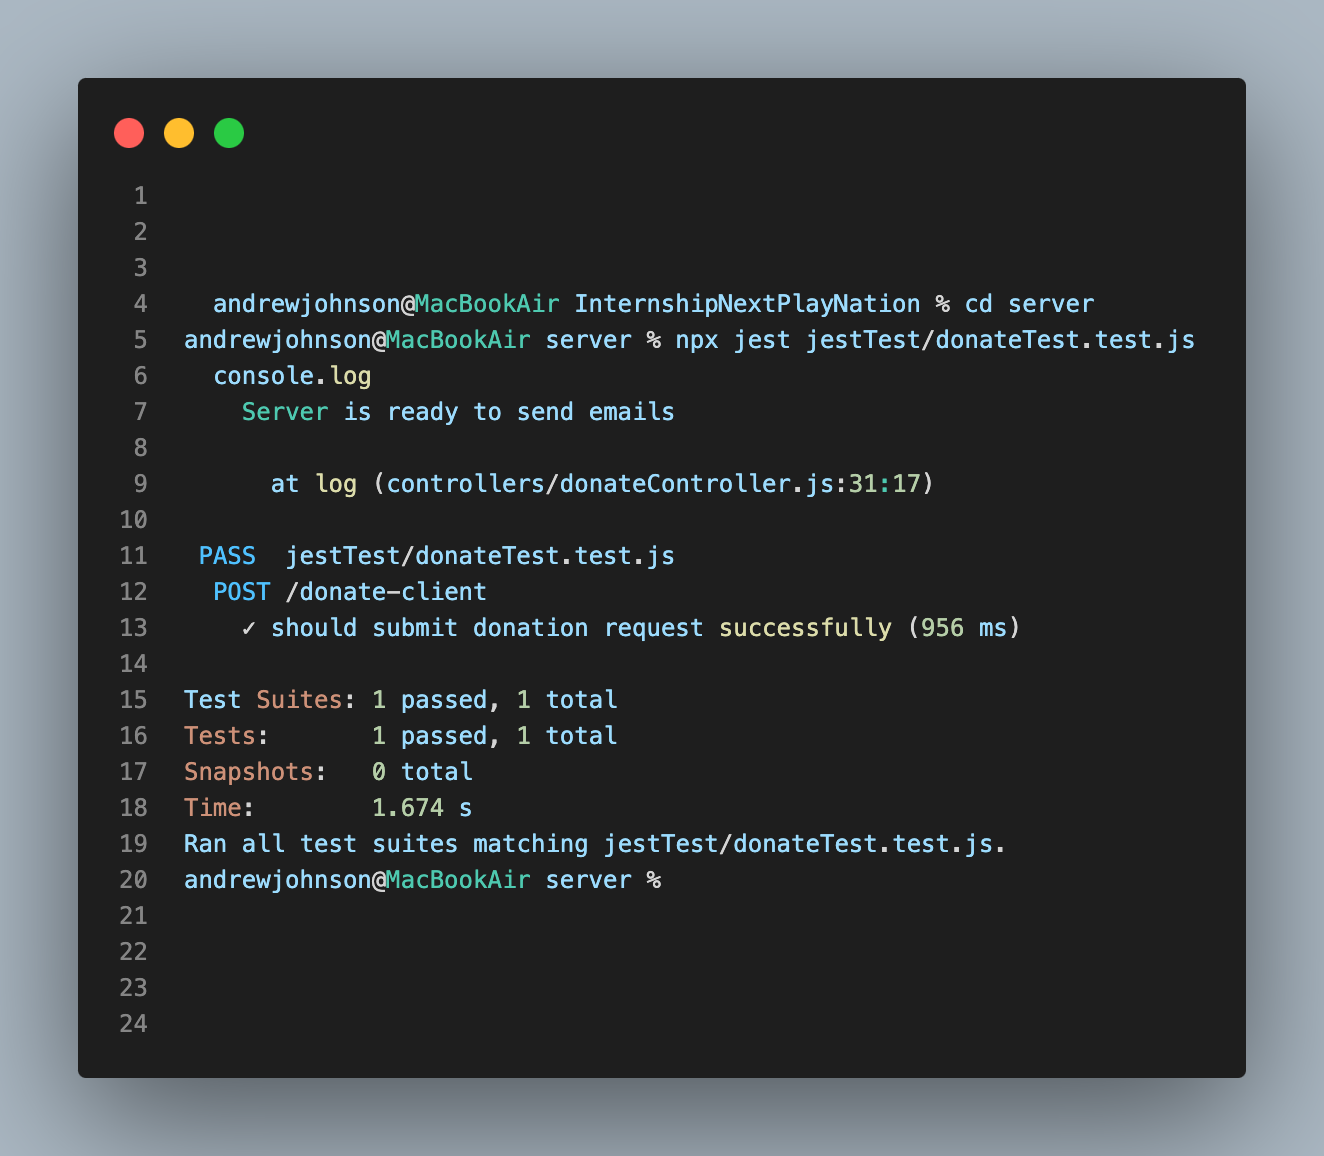 1
2
3
4 andrewjohnson@MacBookAir InternshipNextPlayNation % cd server
5 andrewjohnson@MacBookAir server % npx jest jestTest/donateTest.test.js
6 console.log
7 Server is ready to send emails
8
9 at log (controllers/donateController.js:31:17)
10
11 PASS jestTest/donateTest.test.js
12 POST /donate-client
13 ✓ should submit donation request successfully (956 ms)
14
15 Test Suites: 1 passed, 1 total
16 Tests: 1 passed, 1 total
17 Snapshots: 0 total
18 Time: 1.674 s
19 Ran all test suites matching jestTest/donateTest.test.js.
20 andrewjohnson@MacBookAir server %
21
22
23
24